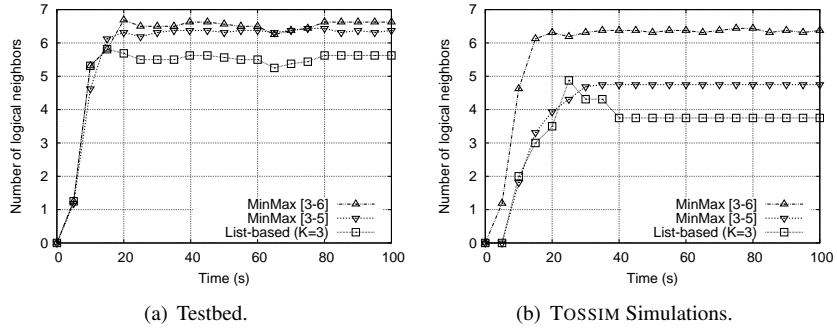 Number of logical neighbors
7
6
5
4
3
2
1
0
MinMax [3-6]
MinMax [3-5]
List-based (K=3)
0 20 40 60 80 100
Time (s)
(a) Testbed.
Number of logical neighbors
7
6
5
4
3
2
1
0
MinMax [3-6]
MinMax [3-5]
List-based (K=3)
0 20 40 60 80 100
Time (s)
(b) TOSSIM Simulations.